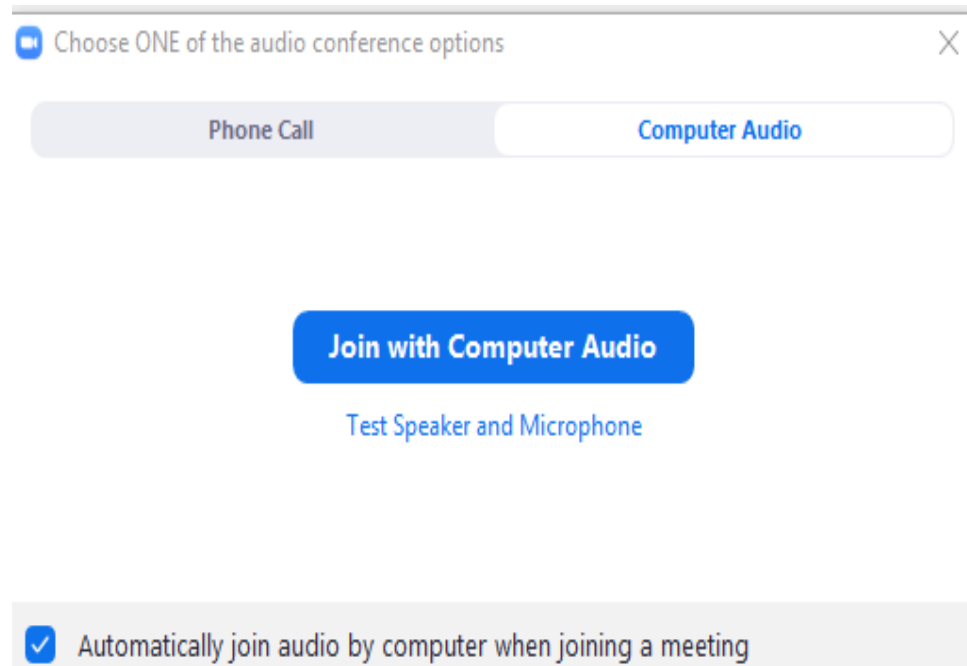 Choose ONE of the audio conference options
Phone Call
Computer Audio
Join with Computer Audio
Test Speaker and Microphone
Automatically join audio by computer when joining a meeting